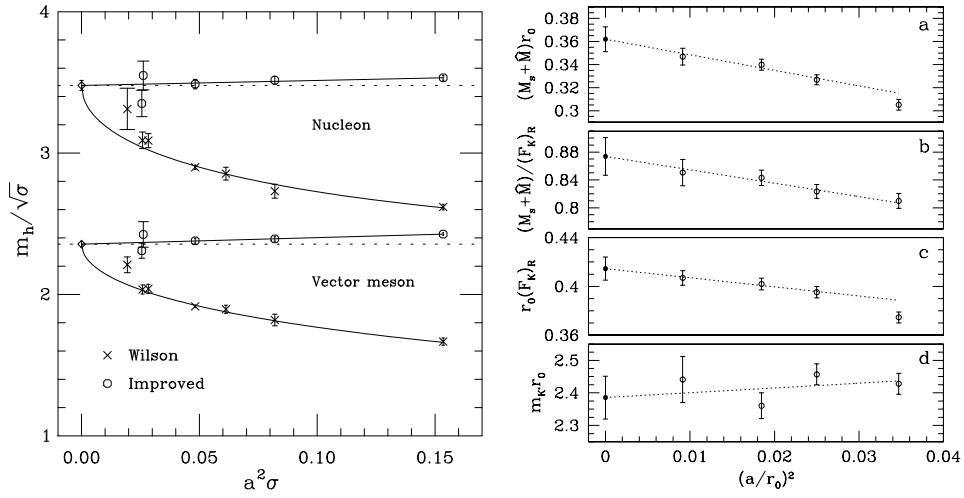 4
3
2
1
m_h/√σ
Nucleon
Vector meson
× Wilson
○ Improved
0.00 0.05 0.10 0.15
a²σ
a
0.36
0.34
0.32
0.3
(M_s+M̂)r_0
b
0.88
0.84
0.8
(M_s+M̂)/(F_K)_R
c
0.44
0.4
0.36
r_0(F_K)_R
d
2.5
2.4
2.3
m_K*r_0
0 0.01 0.02 0.03 0.04
(a/r_0)²